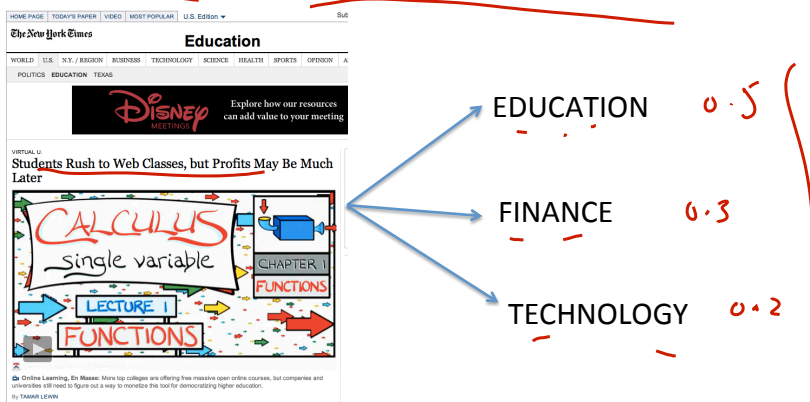 HOME PAGE TODAY'S PAPER VIDEO MOST POPULAR U.S. Edition
The New York Times
Education
WORLD U.S. N.Y. / REGION BUSINESS TECHNOLOGY SCIENCE HEALTH SPORTS OPINION
POLITICS EDUCATION TEXAS
DISNEY
MEETINGS
Explore how our resources
can add value to your meeting
VIRTUAL U.
Students Rush to Web Classes, but Profits May Be Much
Later
CALCULUS
single variable
CHAPTER 1
FUNCTIONS
LECTURE 1
FUNCTIONS
Online Learning, En Masse: More top colleges are offering free massive open online courses, but companies and
universities still need to figure out a way to monetize this tool for democratizing higher education.
By TAMAR LEWIN
EDUCATION 0.5
FINANCE 0.3
TECHNOLOGY 0.2